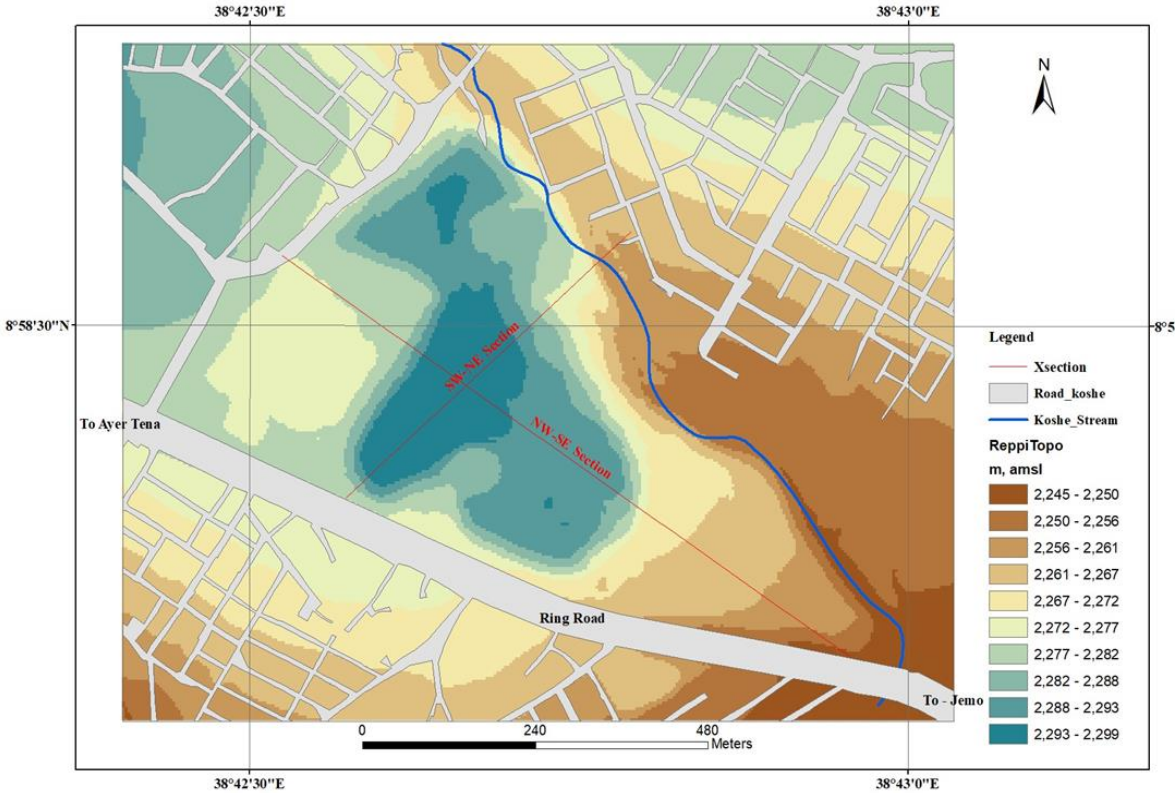 38°42'30"E
38°43'0"E
N
8°58'30"N
8°5
Legend
Xsection
Road_koshe
Koshe_Stream
ReppiTopo
m, amsl
2,245 - 2,250
2,250 - 2,256
2,256 - 2,261
2,261 - 2,267
2,267 - 2,272
2,272 - 2,277
2,277 - 2,282
2,282 - 2,288
2,288 - 2,293
2,293 - 2,299
NW-NE Section
NW-SE Section
To Ayer Tena
Ring Road
To - Jemo
0
240
480
Meters
38°42'30"E
38°43'0"E